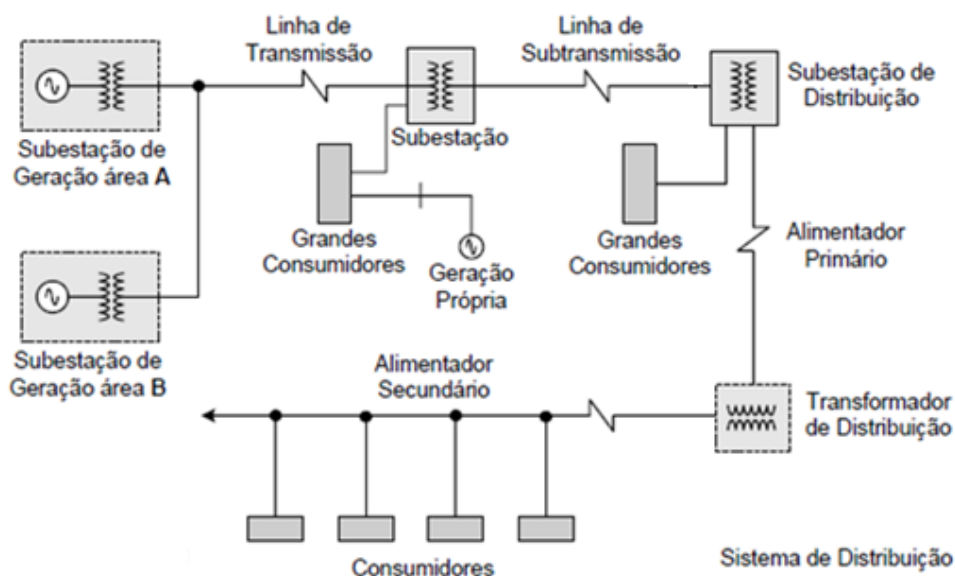 Linha de
Transmissão
Linha de
Subtransmissão
Subestação de
Distribuição
Subestação de
Geração área A
Subestação
Grandes
Consumidores
Geração
Própria
Grandes
Consumidores
Alimentador
Primário
Subestação de
Geração área B
Alimentador
Secundário
Transformador
de Distribuição
Consumidores
Sistema de Distribuição